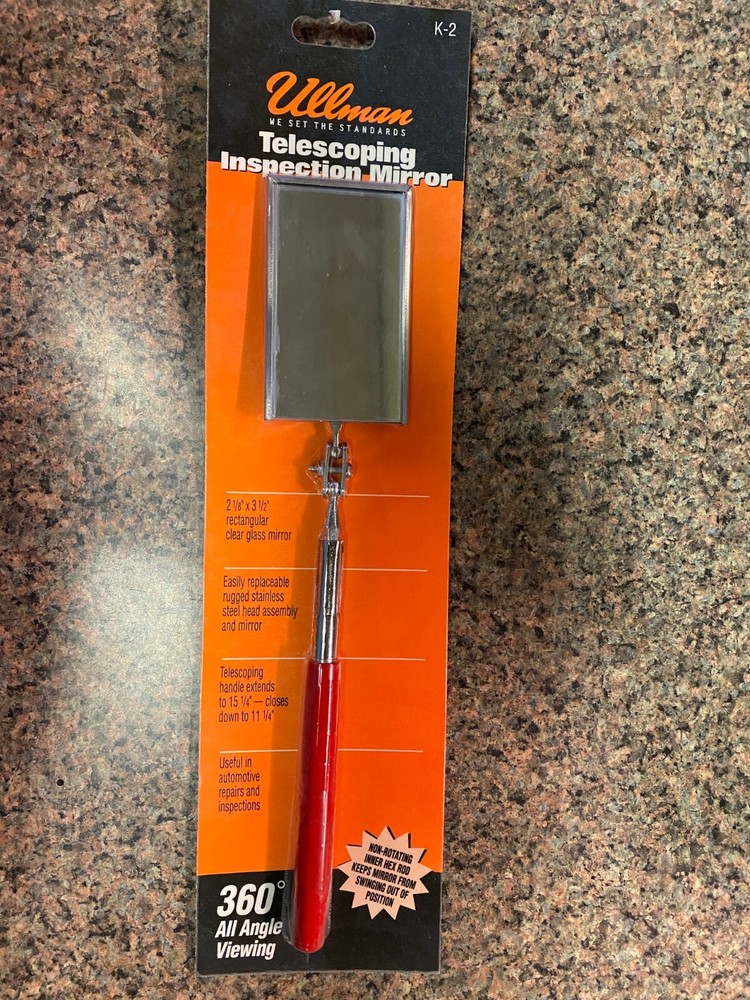 K-2
Ullman
WE SET THE STANDARDS
Telescoping
Inspection Mirror
2 1/8" x 3 1/2"
rectangular
clear glass mirror
Easily replaceable
rugged stainless
steel head assembly
and mirror
Telescoping
handle extends
to 15 1/4" — closes
down to 11 1/4"
Useful in
automotive
repairs and
inspections
NON-ROTATING
INNER HEX ROD
KEEPS MIRROR FROM
SWINGING OUT OF
POSITION
360°
All Angle
Viewing